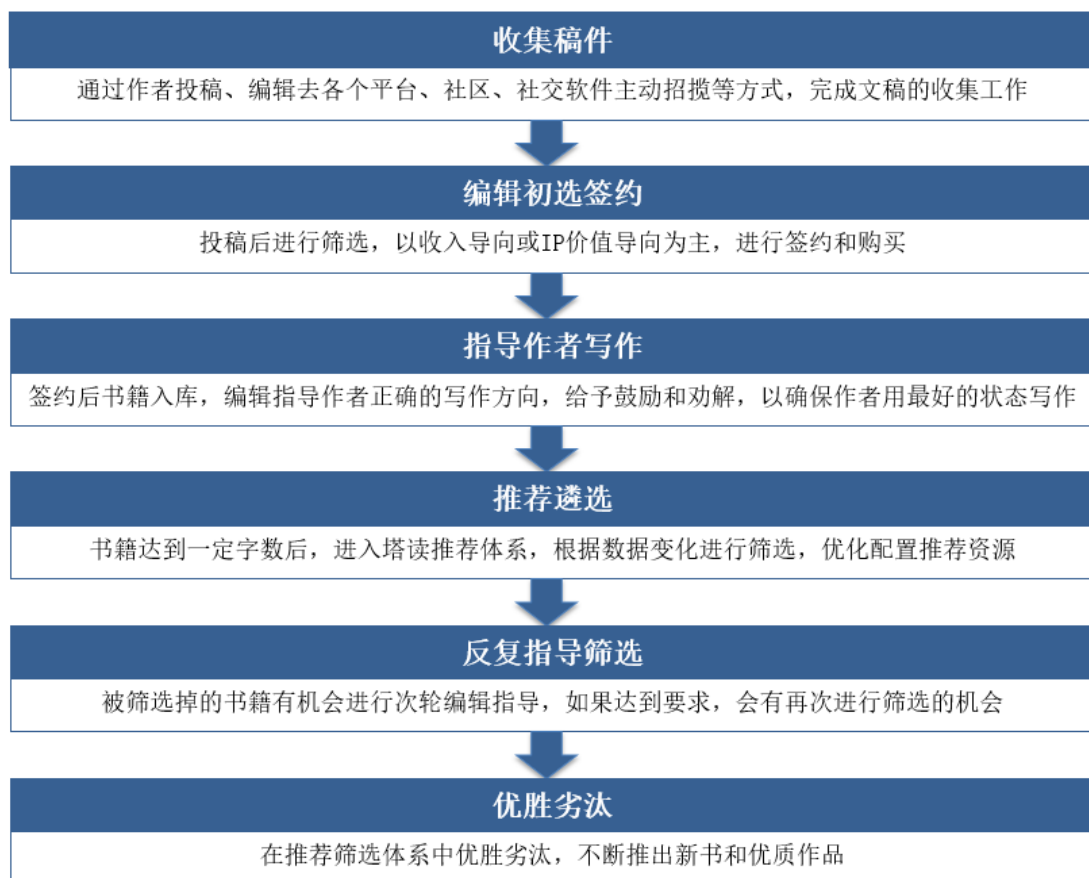 收集稿件
通过作者投稿、编辑去各个平台、社区、社交软件主动招揽等方式，完成文稿的收集工作
编辑初选签约
投稿后进行筛选，以收入导向或IP价值导向为主，进行签约和购买
指导作者写作
签约后书籍入库，编辑指导作者正确的写作方向，给予鼓励和劝解，以确保作者用最好的状态写作
推荐遴选
书籍达到一定字数后，进入塔读推荐体系，根据数据变化进行筛选，优化配置推荐资源
反复指导筛选
被筛选掉的书籍有机会进行次轮编辑指导，如果达到要求，会有再次进行筛选的机会
优胜劣汰
在推荐筛选体系中优胜劣汰，不断推出新书和优质作品